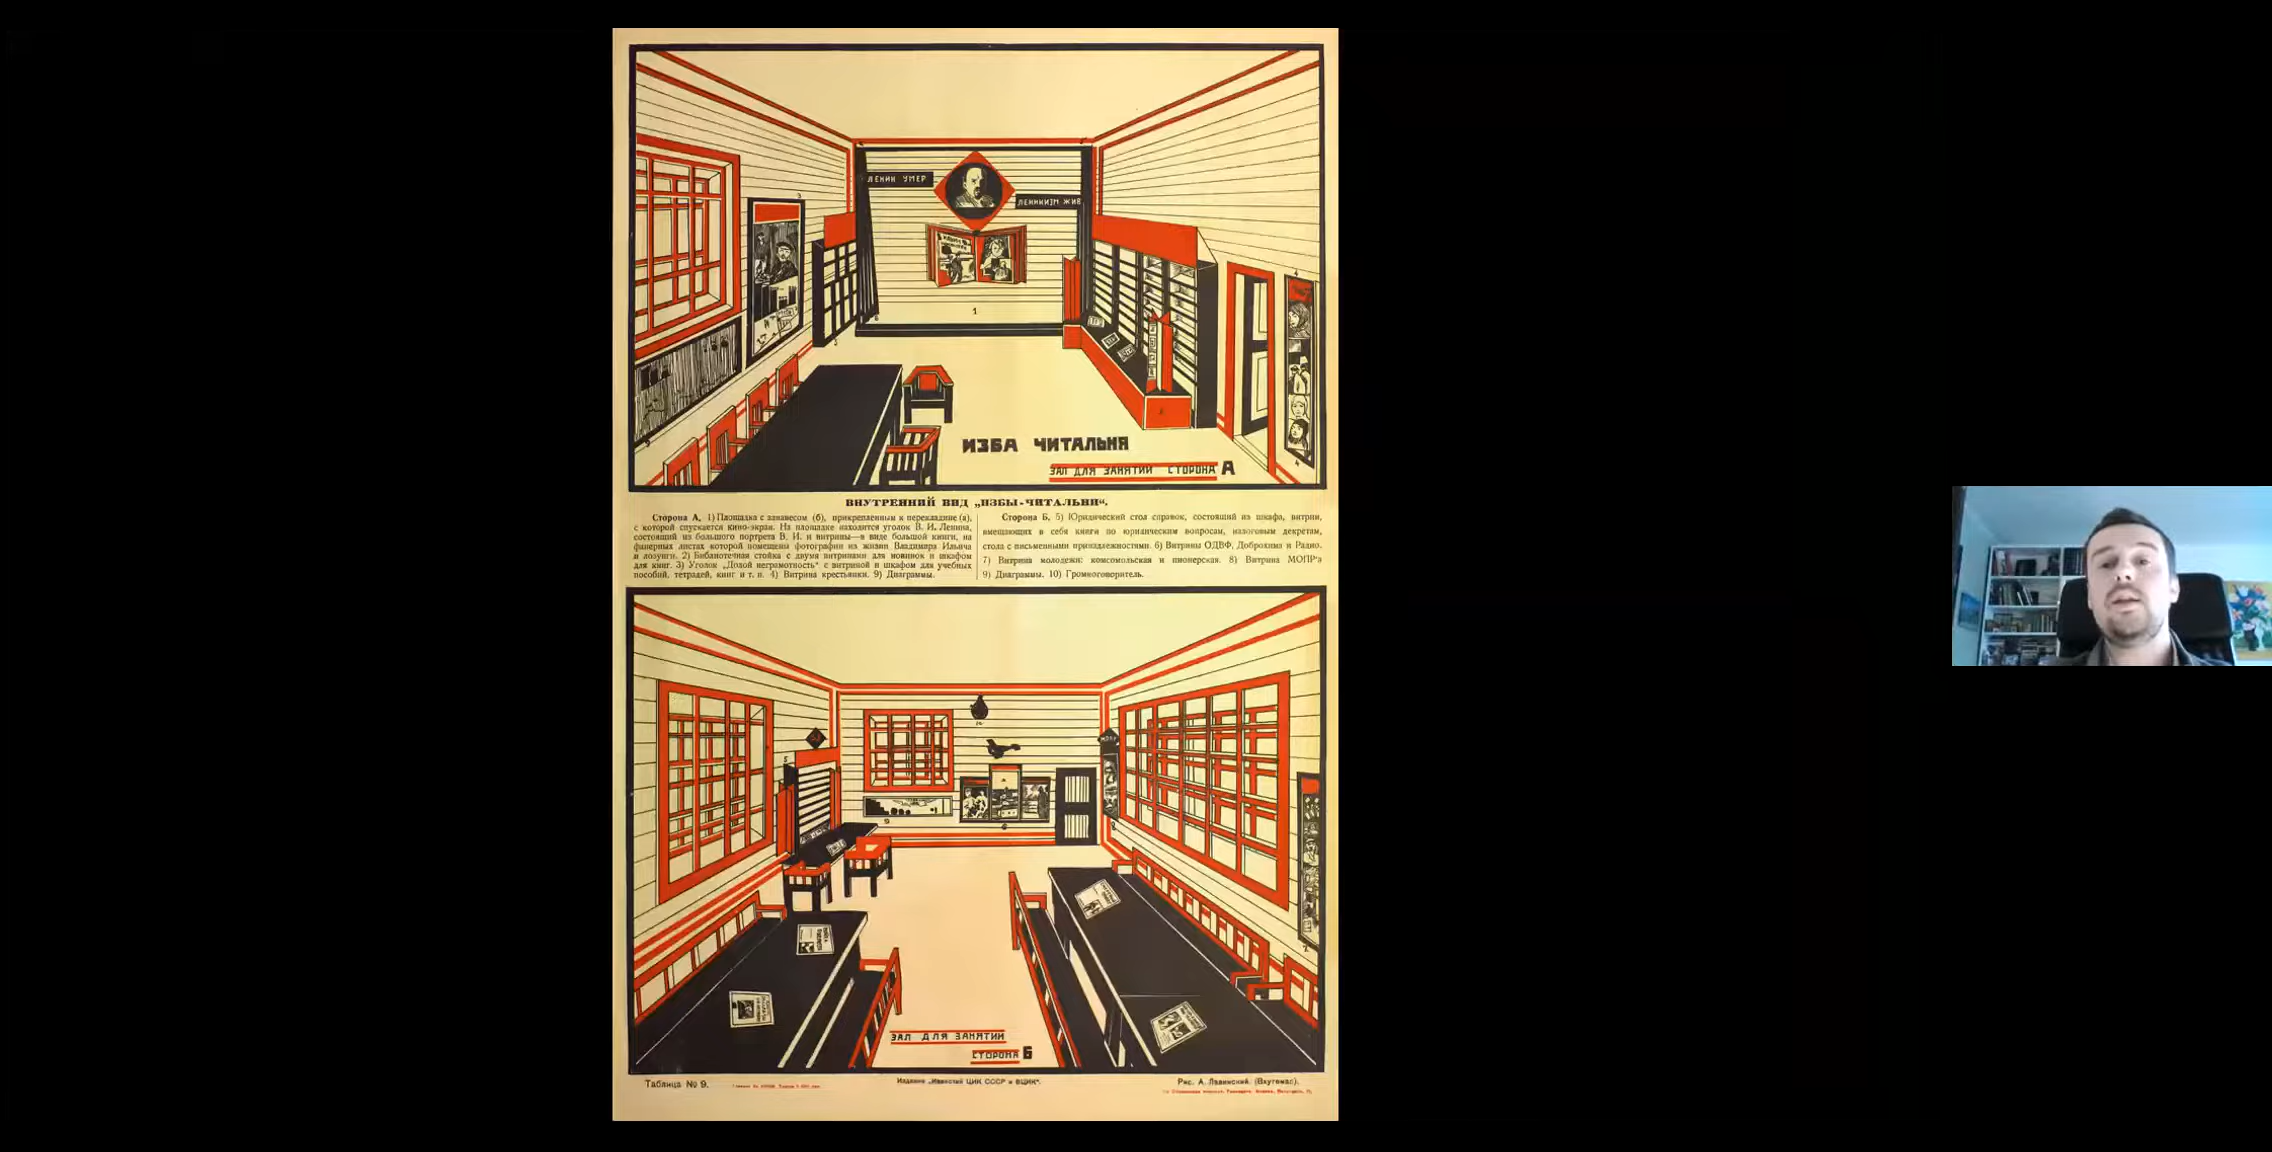 ЛЕНИН УМЕР
ЛЕНИНИЗМ ЖИВ
1
ИЗБА ЧИТАЛЬНЯ
ЗАЛ ДЛЯ ЗАНЯТИИ СТОРОНА А
ВНУТРЕННИЙ ВИД „ИЗБЫ-ЧИТАЛЬНИ“.
Сторона А. 1) Площадка с занавесом (б), прикрепленным к перекладине (а),
с которой спускается кино-экран. На площадке находится уголок В. И. Ленина,
состоящий из большого портрета В. И. и витрины—в виде большой книги, на
фанерных листах которой помещены фотографии из жизни Владимира Ильича
и лозунги. 2) Библиотечная стойка с двумя витринами для новинок и шкафом
для книг. 3) Уголок „Долой неграмотность“ с витриной и шкафом для учебных
пособий, тетрадей, книг и т. п. 4) Витрина крестьянки. 9) Диаграммы.
Сторона Б. 5) Юридический стол справок, состоящий из шкафа, витрин,
вмещающих в себя книги по юридическим вопросам, налоговым декретам,
стола с письменными принадлежностями. 6) Витрины ОДВФ, Доброхима и Радио.
7) Витрина молодежи: комсомольская и пионерская. 8) Витрина МОПР'а
9) Диаграммы. 10) Громкоговоритель.
МОПР
ЗАЛ ДЛЯ ЗАНЯТИИ
СТОРОНА Б
Таблица № 9.
Издание „Известий ЦИК СССР и ВЦИК“.
Рис. А. Лавинский. (Вхутемас).